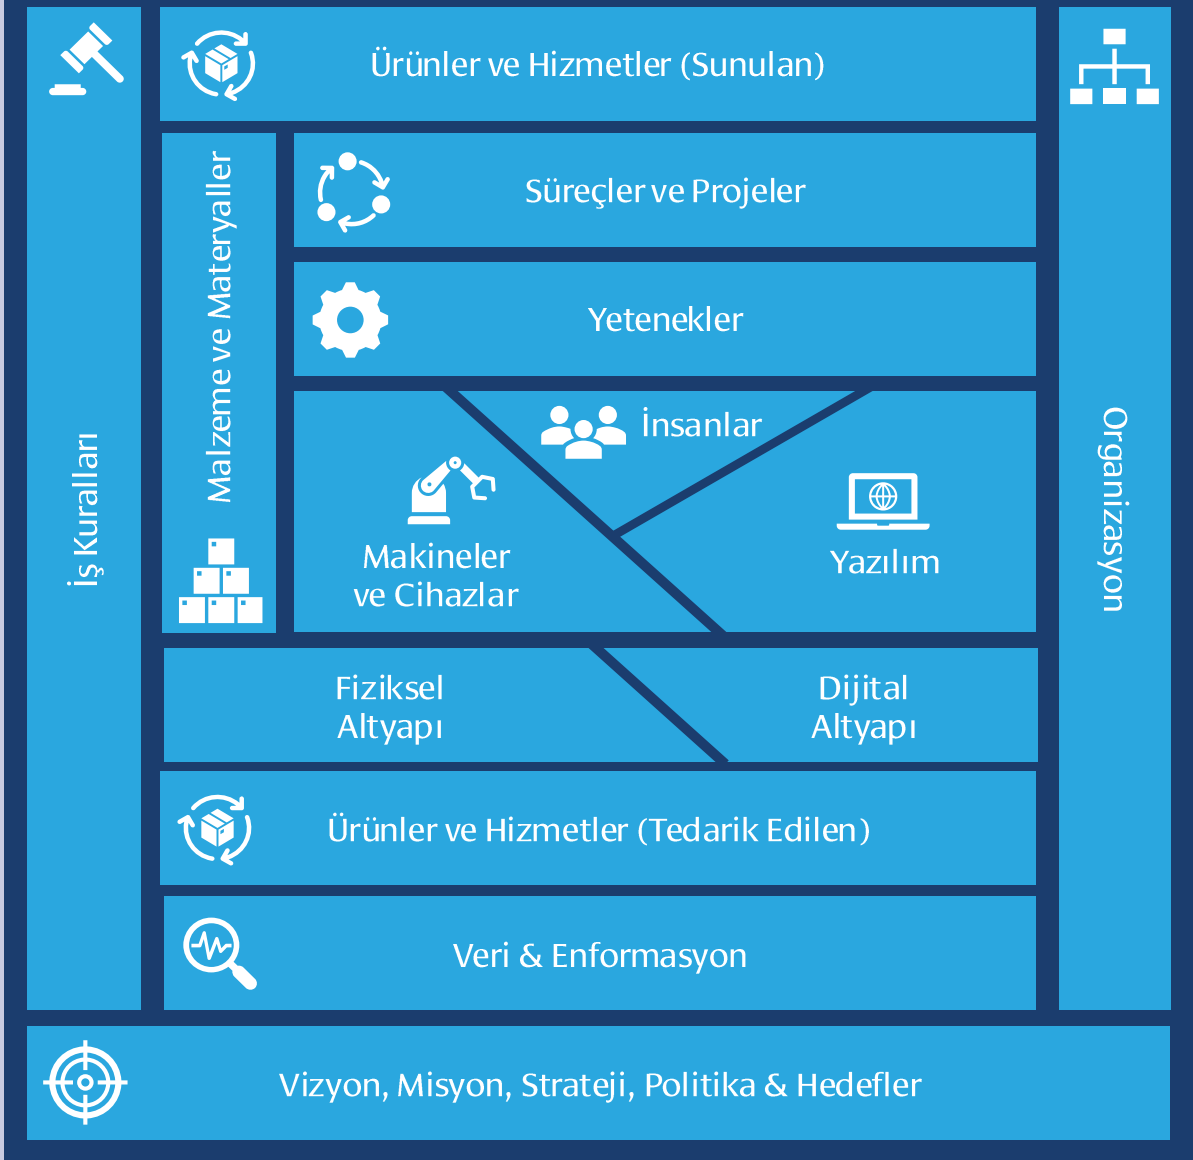 Ürünler ve Hizmetler (Sunulan)
İş Kuralları
Malzeme ve Materyaller
Süreçler ve Projeler
Yetenekler
İnsanlar
Makineler
ve Cihazlar
Yazılım
Organizasyon
Fiziksel
Altyapı
Dijital
Altyapı
Ürünler ve Hizmetler (Tedarik Edilen)
Veri & Enformasyon
Vizyon, Misyon, Strateji, Politika & Hedefler